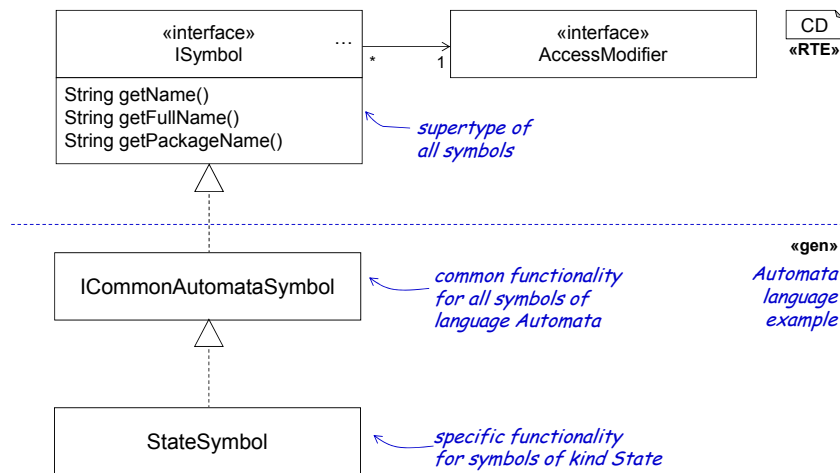 «interface» ...
ISymbol
* 1
«interface»
AccessModifier
CD
«RTE»
String getName()
String getFullName()
String getPackageName()
supertype of
all symbols
«gen»
Automata
language
example
ICommonAutomataSymbol
common functionality
for all symbols of
language Automata
StateSymbol
specific functionality
for symbols of kind State